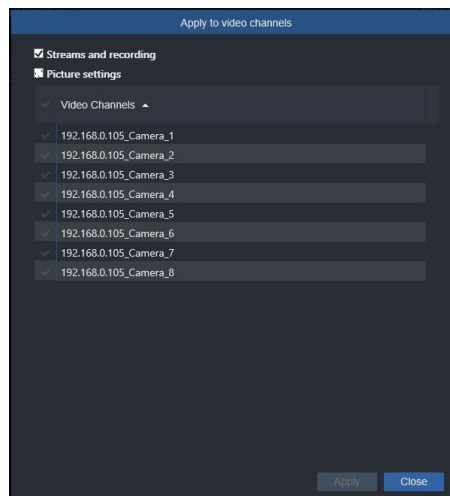 Apply to video channels
Streams and recording
Picture settings
Video Channels
192.168.0.105_Camera_1
192.168.0.105_Camera_2
192.168.0.105_Camera_3
192.168.0.105_Camera_4
192.168.0.105_Camera_5
192.168.0.105_Camera_6
192.168.0.105_Camera_7
192.168.0.105_Camera_8
Apply Close